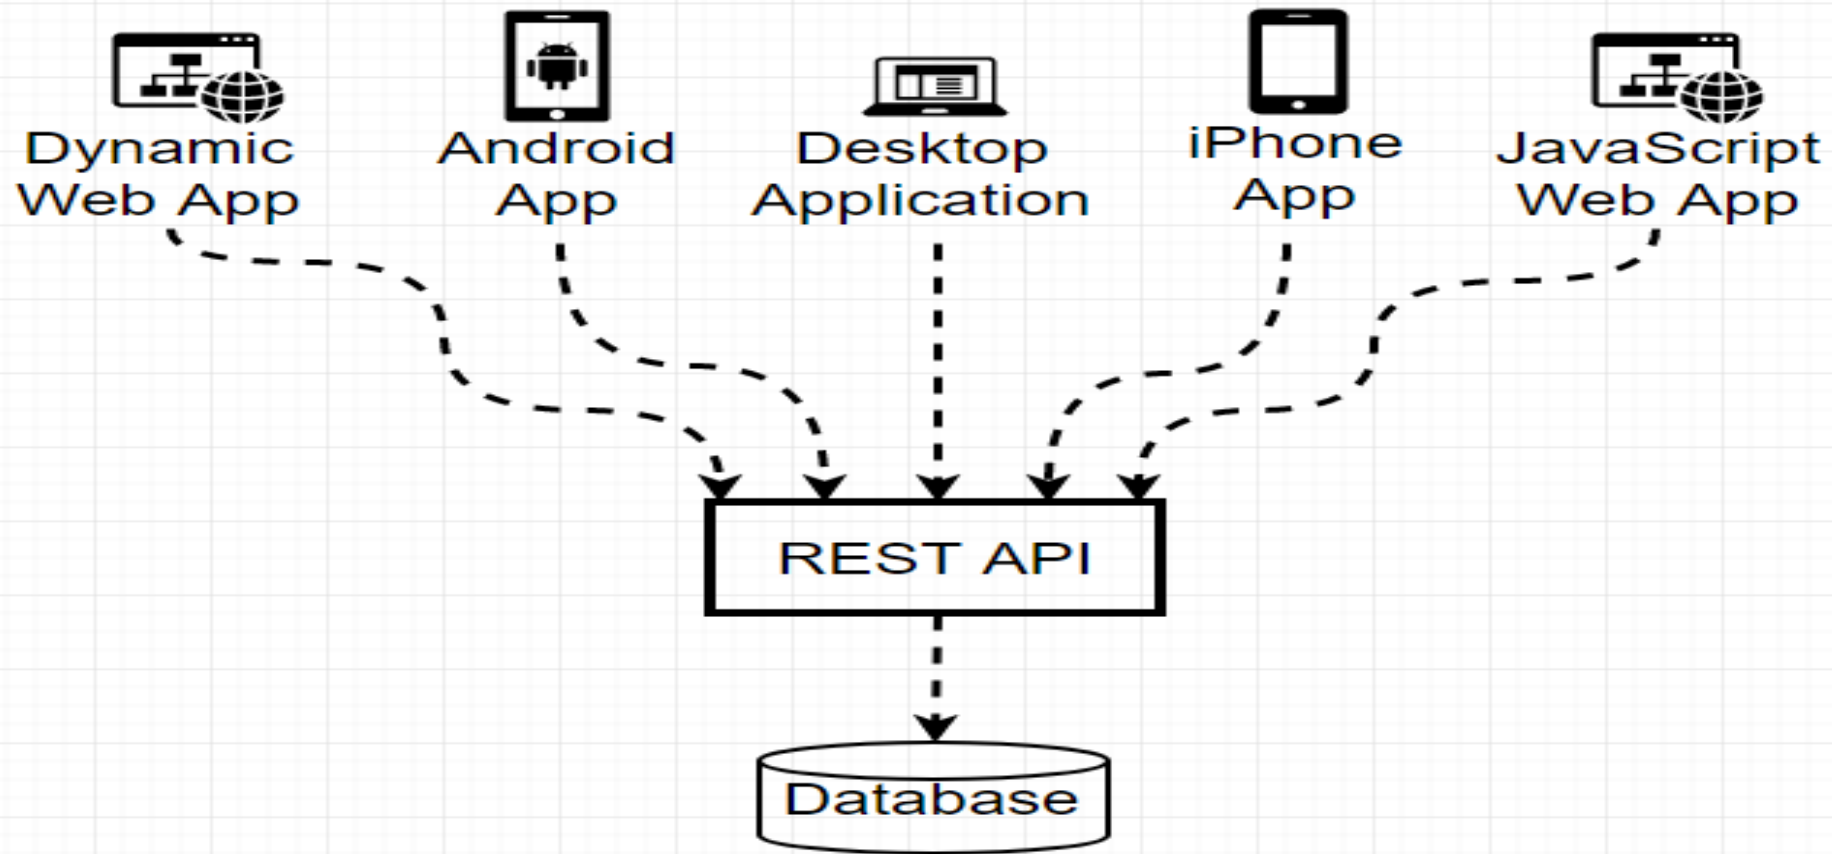 Dynamic
Web App
Android
App
Desktop
Application
iPhone
App
JavaScript
Web App
REST API
Database